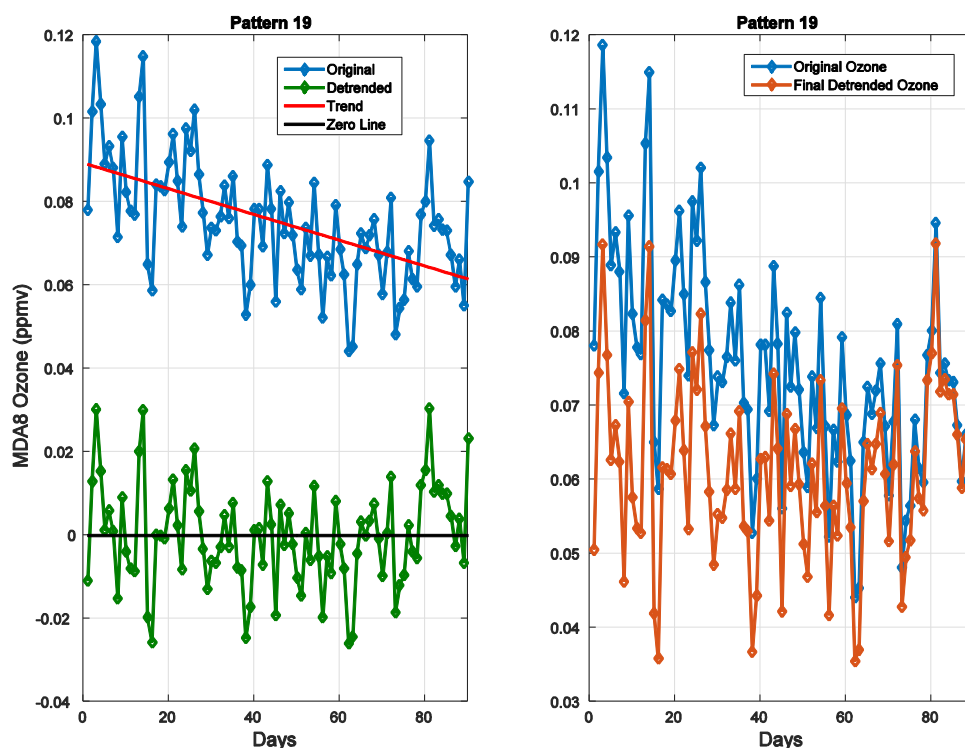 Pattern 19
0.12
0.1
0.08
0.06
0.04
0.02
0
-0.02
-0.04
MDA8 Ozone (ppmv)
Original
Detrended
Trend
Zero Line
0 20 40 60 80
Days
Pattern 19
0.12
0.11
0.1
0.09
0.08
0.07
0.06
0.05
0.04
0.03
Original Ozone
Final Detrended Ozone
0 20 40 60 80
Days